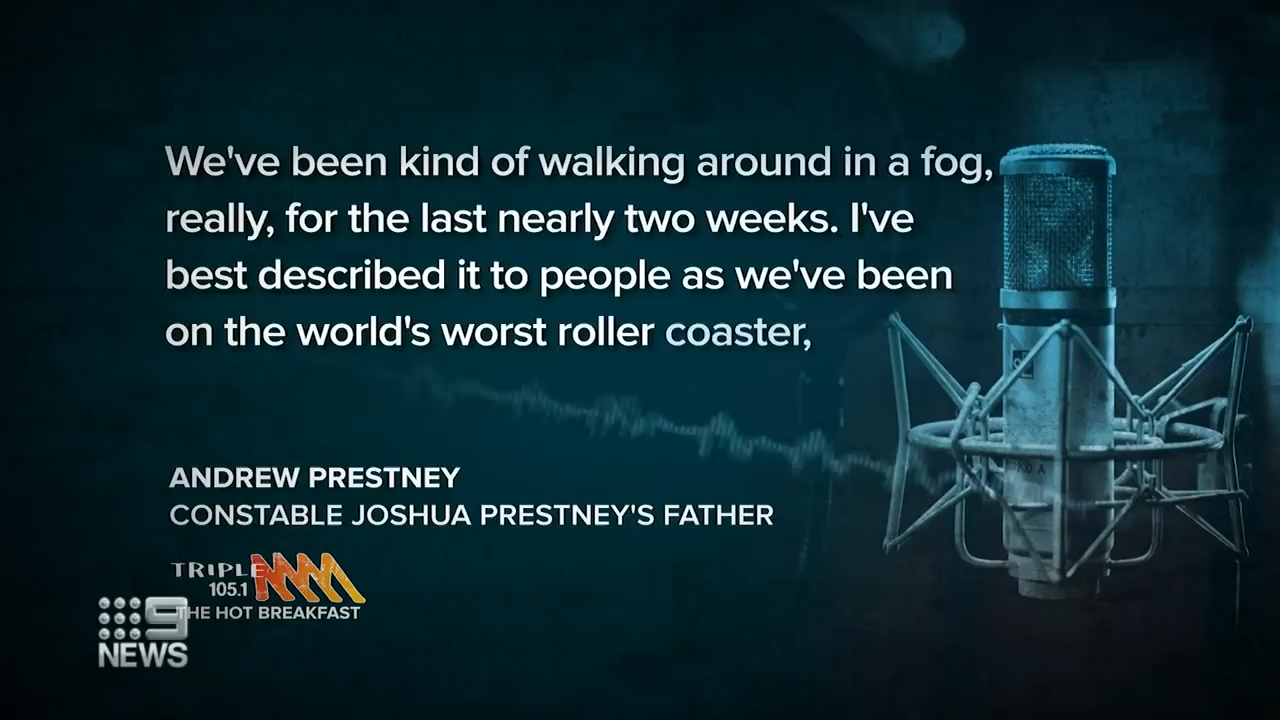 We've been kind of walking around in a fog,
really, for the last nearly two weeks. I've
best described it to people as we've been
on the world's worst roller coaster,
ANDREW PRESTNEY
CONSTABLE JOSHUA PRESTNEY'S FATHER
TRIPLE MMM
105.1
THE HOT BREAKFAST
9
NEWS